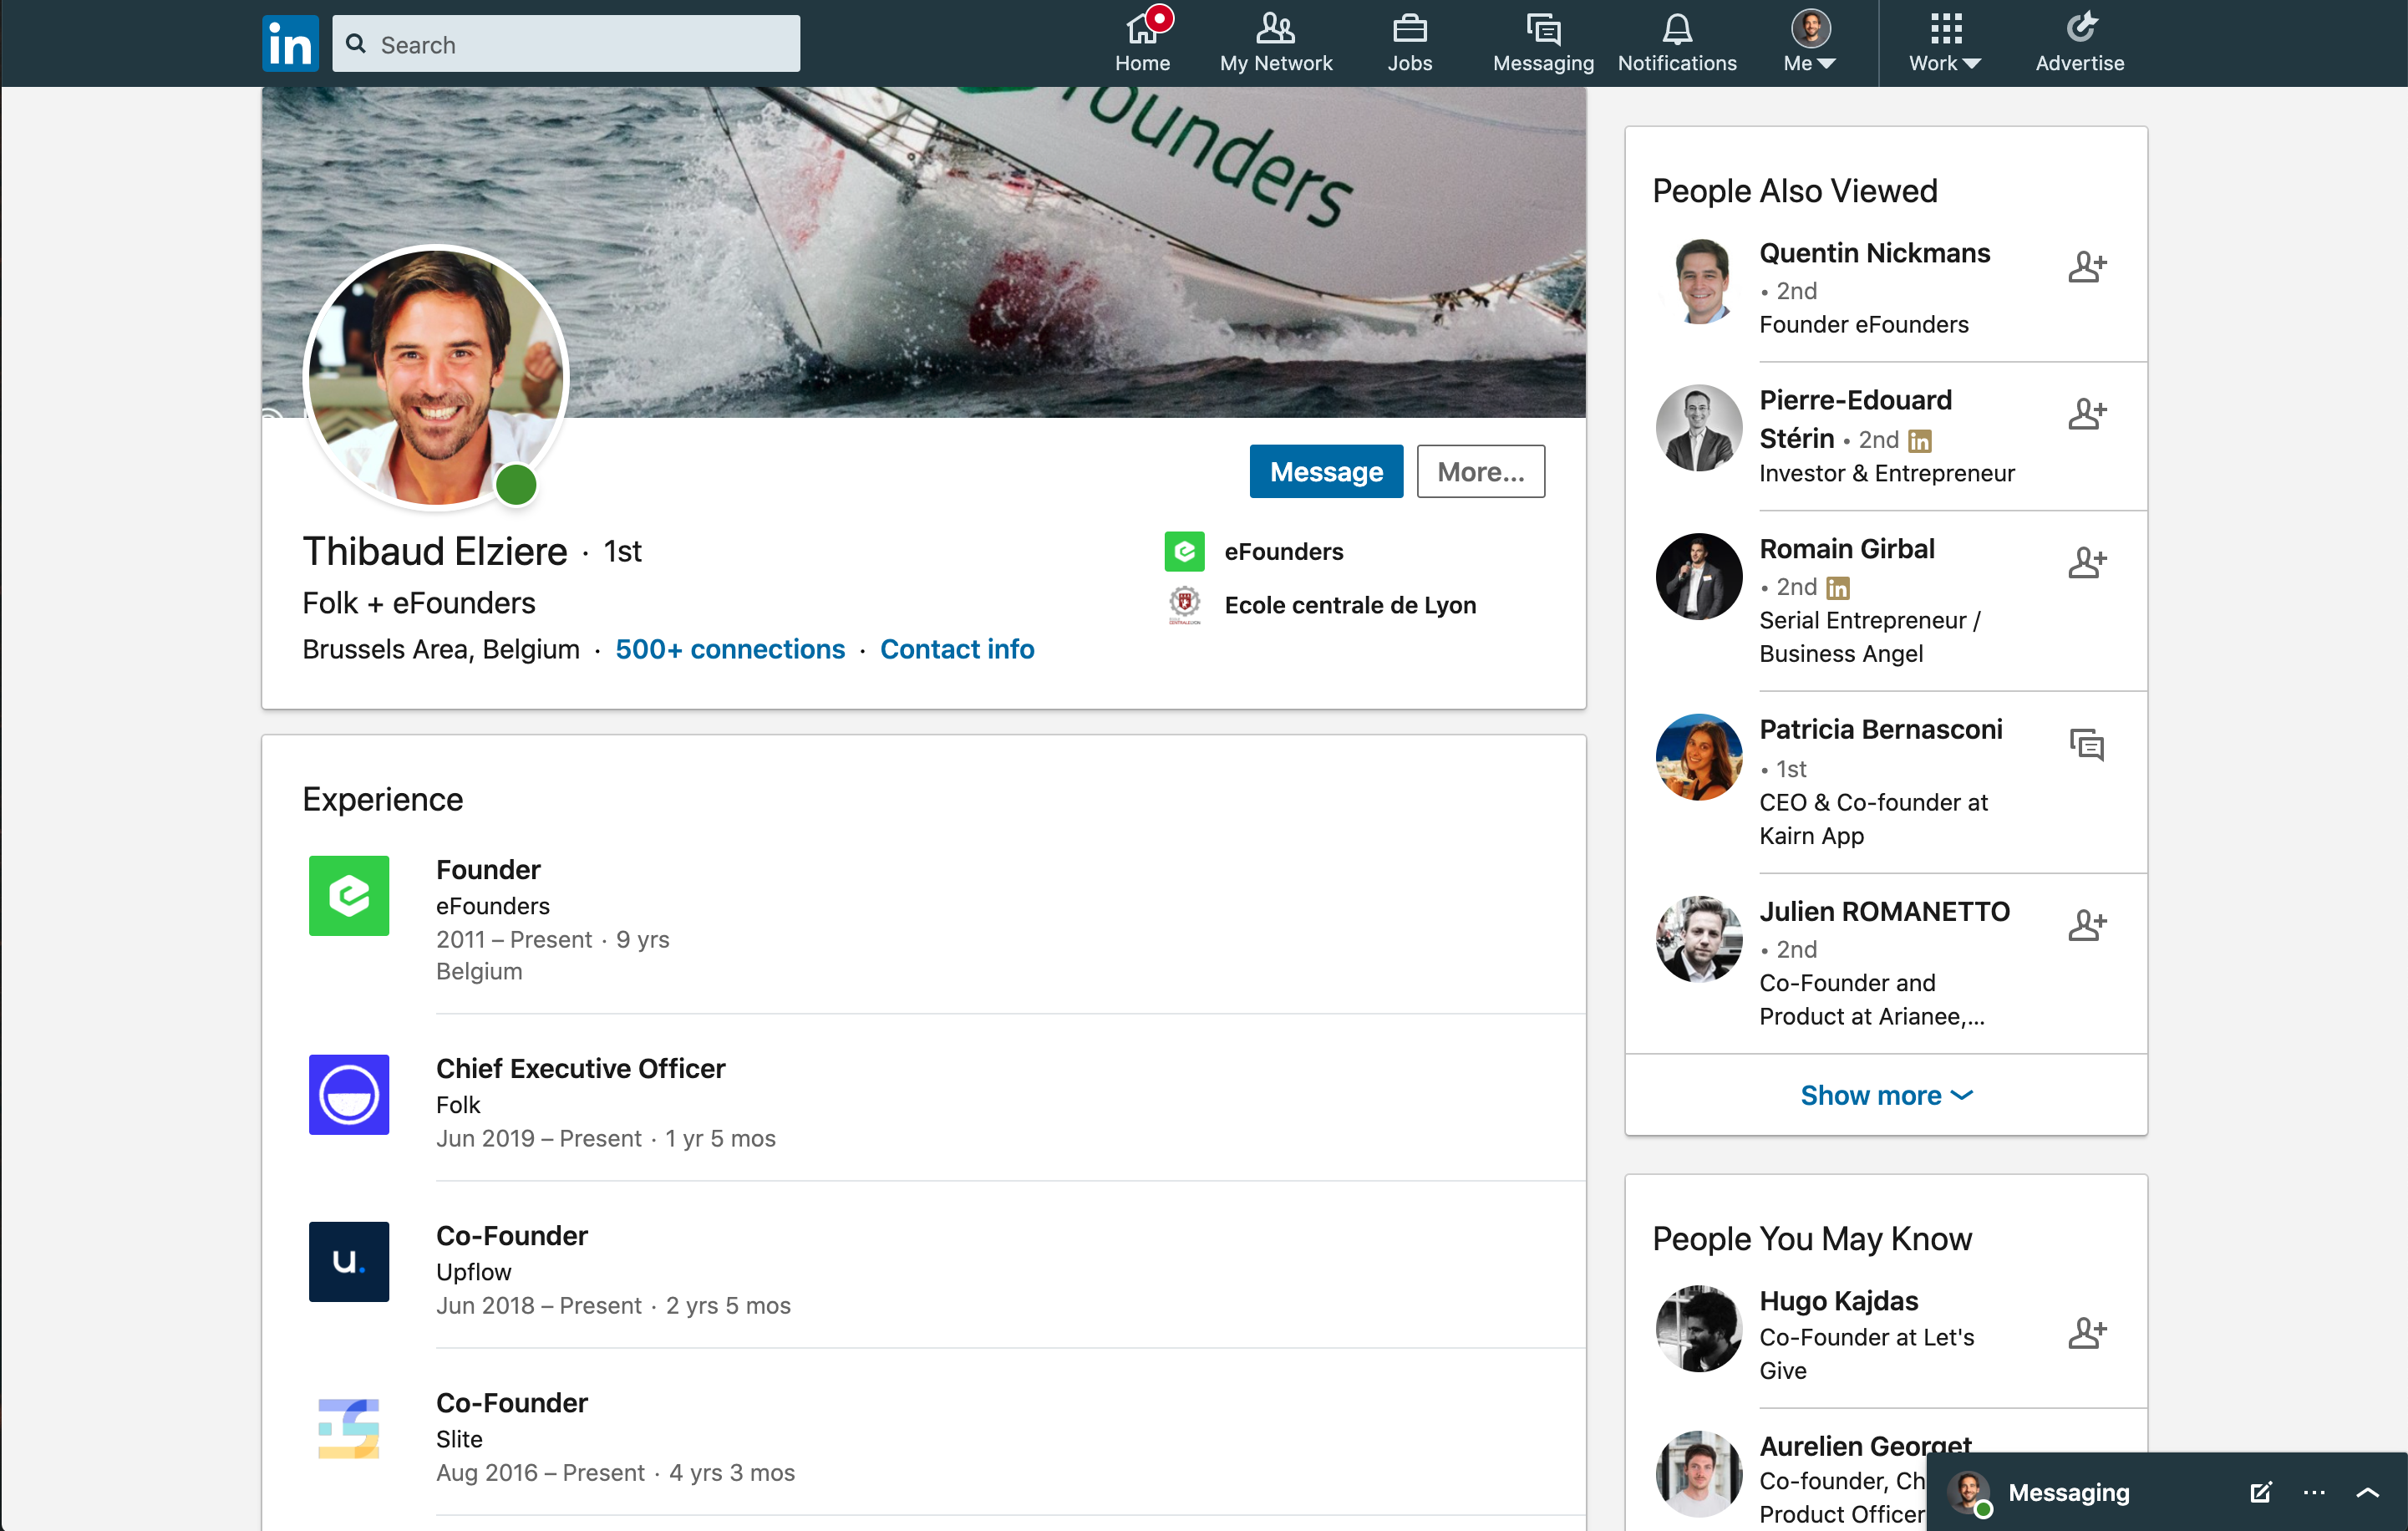 in
Search
Home
My Network
Jobs
Messaging
Notifications
Me
Work
Advertise
founders
Message
More...
Thibaud Elziere · 1st
Folk + eFounders
Brussels Area, Belgium · 500+ connections · Contact info
eFounders
Ecole centrale de Lyon
Experience
Founder
eFounders
2011 – Present · 9 yrs
Belgium
Chief Executive Officer
Folk
Jun 2019 – Present · 1 yr 5 mos
u.
Co-Founder
Upflow
Jun 2018 – Present · 2 yrs 5 mos
Co-Founder
Slite
Aug 2016 – Present · 4 yrs 3 mos
People Also Viewed
Quentin Nickmans
• 2nd
Founder eFounders
Pierre-Edouard
Stérin • 2nd in
Investor & Entrepreneur
Romain Girbal
• 2nd in
Serial Entrepreneur /
Business Angel
Patricia Bernasconi
• 1st
CEO & Co-founder at
Kairn App
Julien ROMANETTO
• 2nd
Co-Founder and
Product at Arianee,...
Show more
People You May Know
Hugo Kajdas
Co-Founder at Let's
Give
Aurelien Georget
Co-founder, Ch
Product Officer
Messaging